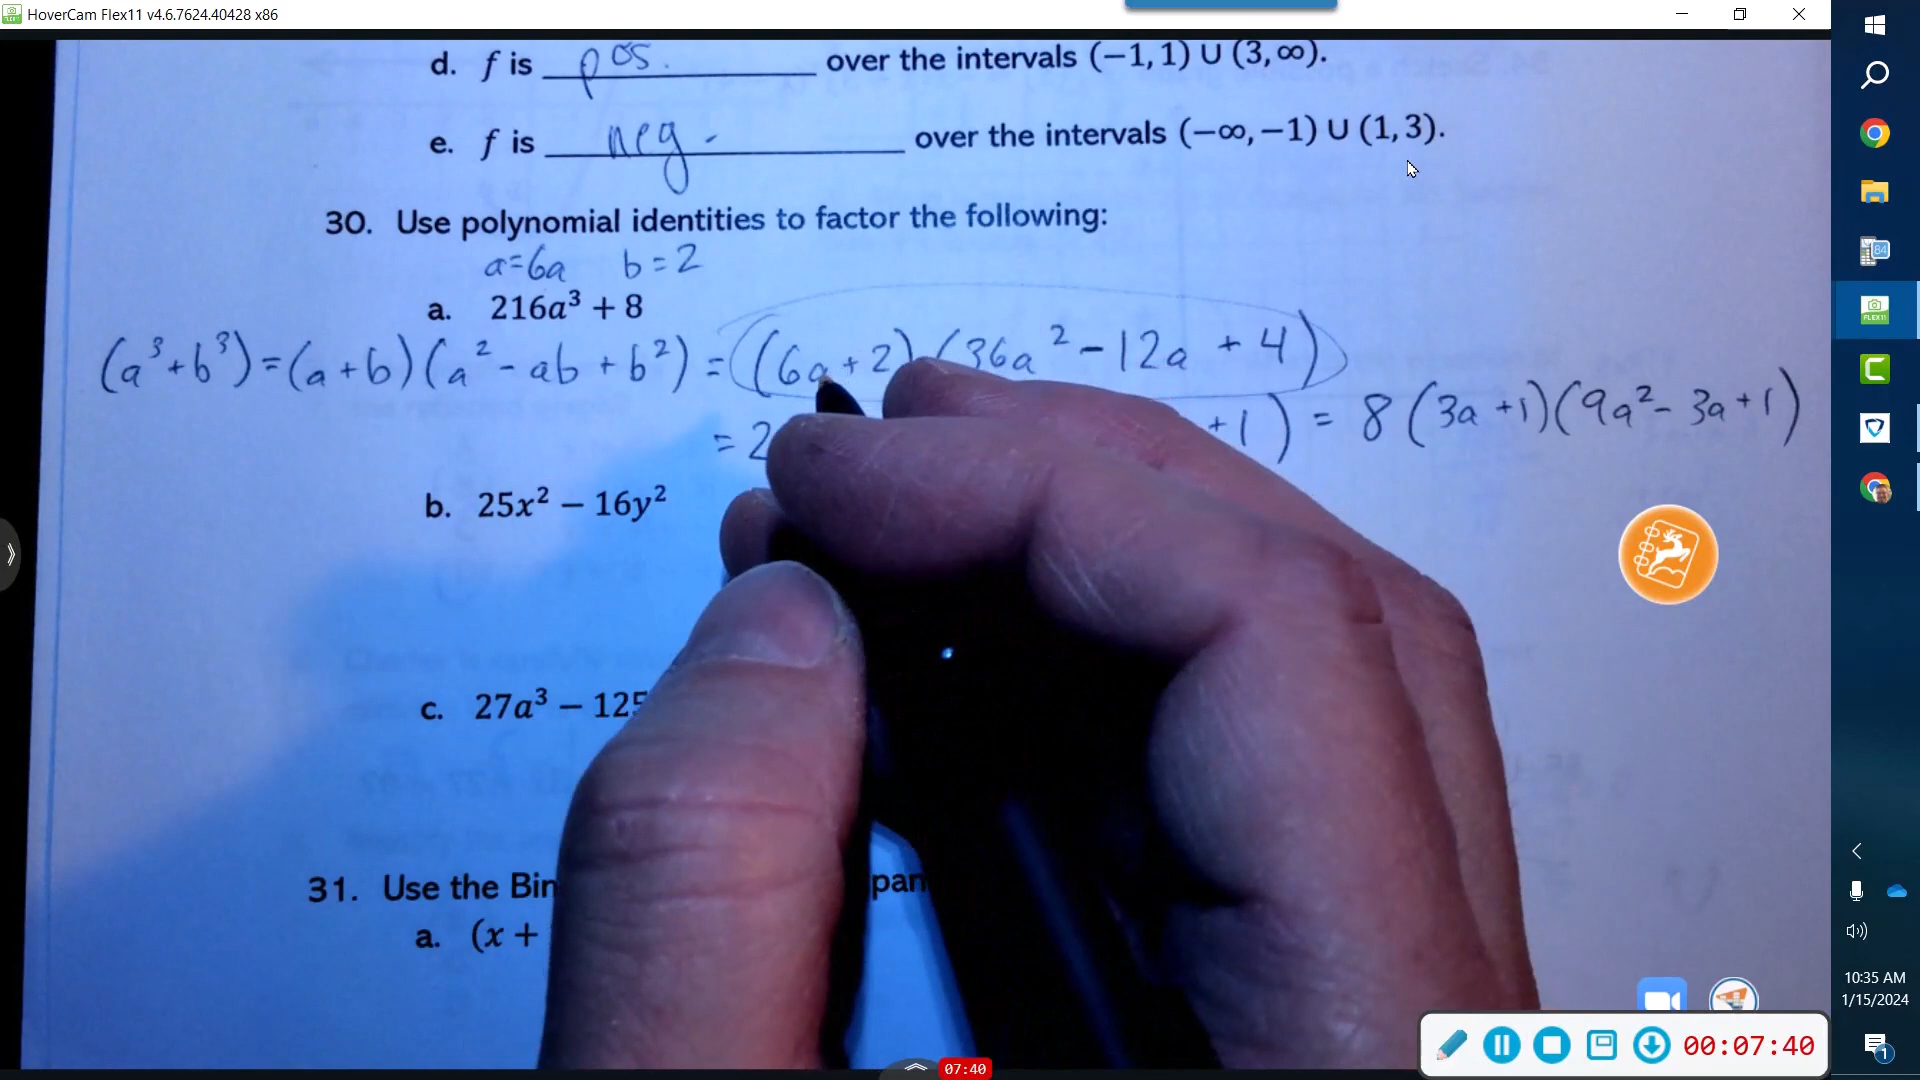 HoverCam Flex11 v4.6.7624.40428 x86
d. f is pos. over the intervals (−1, 1) ∪ (3, ∞).
e. f is neg. over the intervals (−∞, −1) ∪ (1, 3).
30. Use polynomial identities to factor the following:
a=6a b=2
a. 216a³ + 8
(a³+b³)=(a+b)(a²-ab+b²) = (6a+2)(36a²-12a+4)
=2 +1) = 8(3a+1)(9a²-3a+1)
b. 25x² − 16y²
c. 27a³ − 125
31. Use the Bin pan
a. (x +
84
FLEX11
10:35 AM
1/15/2024
1
00:07:40
07:40